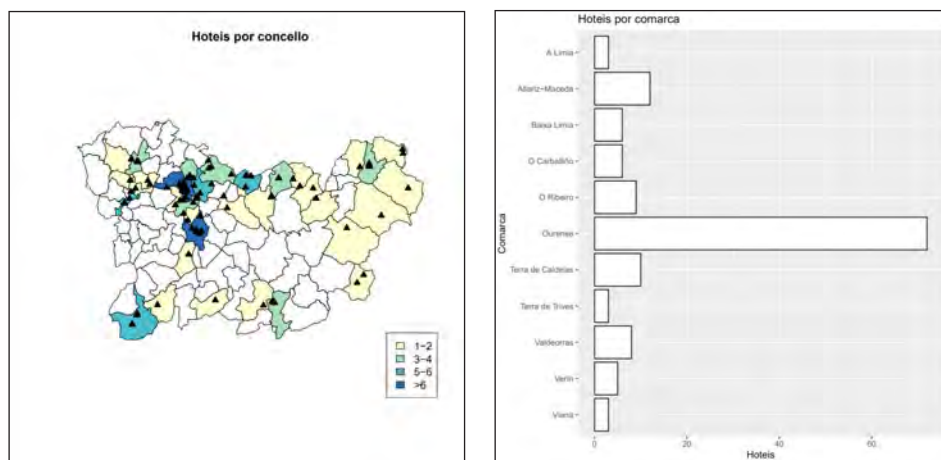 Hoteis por concello
1-2
3-4
5-6
>6
Hoteis por comarca
Comarca
A Limia
Allariz-Maceda
Baixa Limia
O Carballiño
O Ribeiro
Ourense
Terra de Caldelas
Terra de Trives
Valdeorras
Verín
Viana
0
20
40
60
Hoteis